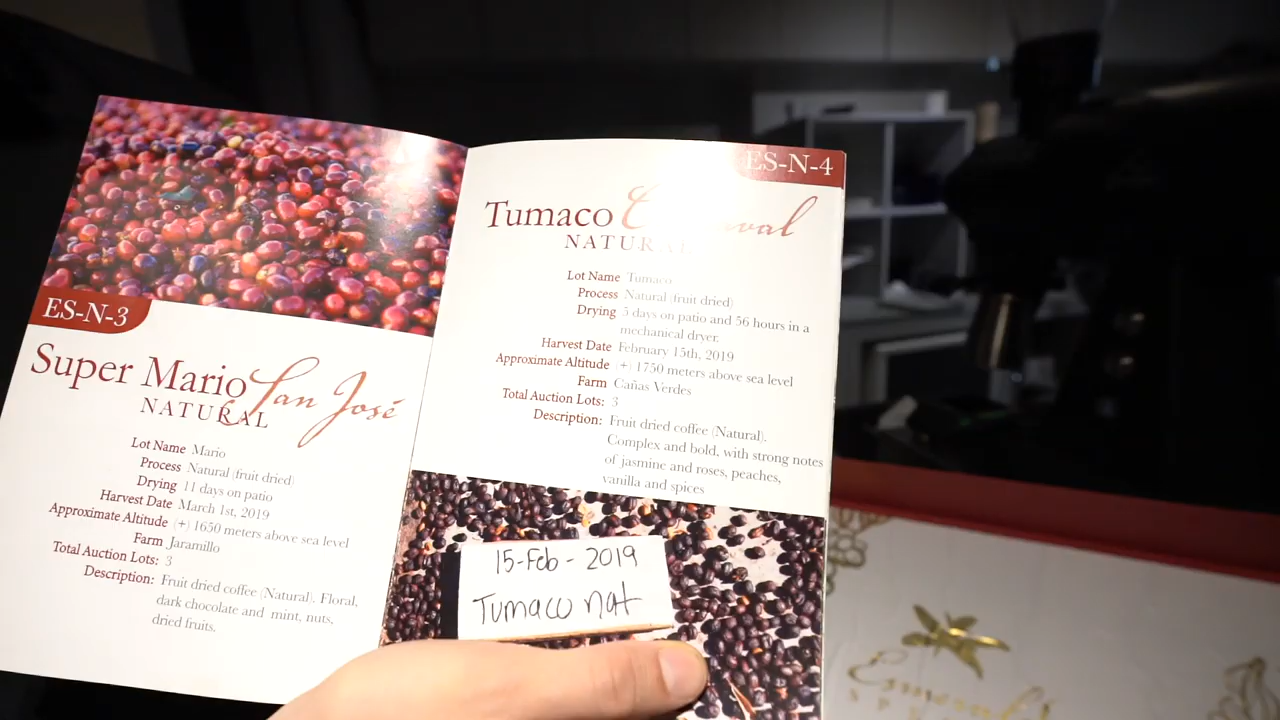 ES-N-3
Super Mario San José
NATURAL
Lot Name Mario
Process Natural (fruit dried)
Drying 11 days on patio
Harvest Date March 1st, 2019
Approximate Altitude (+) 1650 meters above sea level
Farm Jaramillo
Total Auction Lots: 3
Description: Fruit dried coffee (Natural). Floral,
dark chocolate and mint, nuts,
dried fruits.
ES-N-4
Tumaco
NATURAL
Lot Name Tumaco
Process Natural (fruit dried)
Drying 5 days on patio and 56 hours in a
mechanical dryer.
Harvest Date February 15th, 2019
Approximate Altitude (+) 1750 meters above sea level
Farm Cañas Verdes
Total Auction Lots: 3
Description: Fruit dried coffee (Natural).
Complex and bold, with strong notes
of jasmine and roses, peaches,
vanilla and spices
15-Feb-2019
Tumaco nat